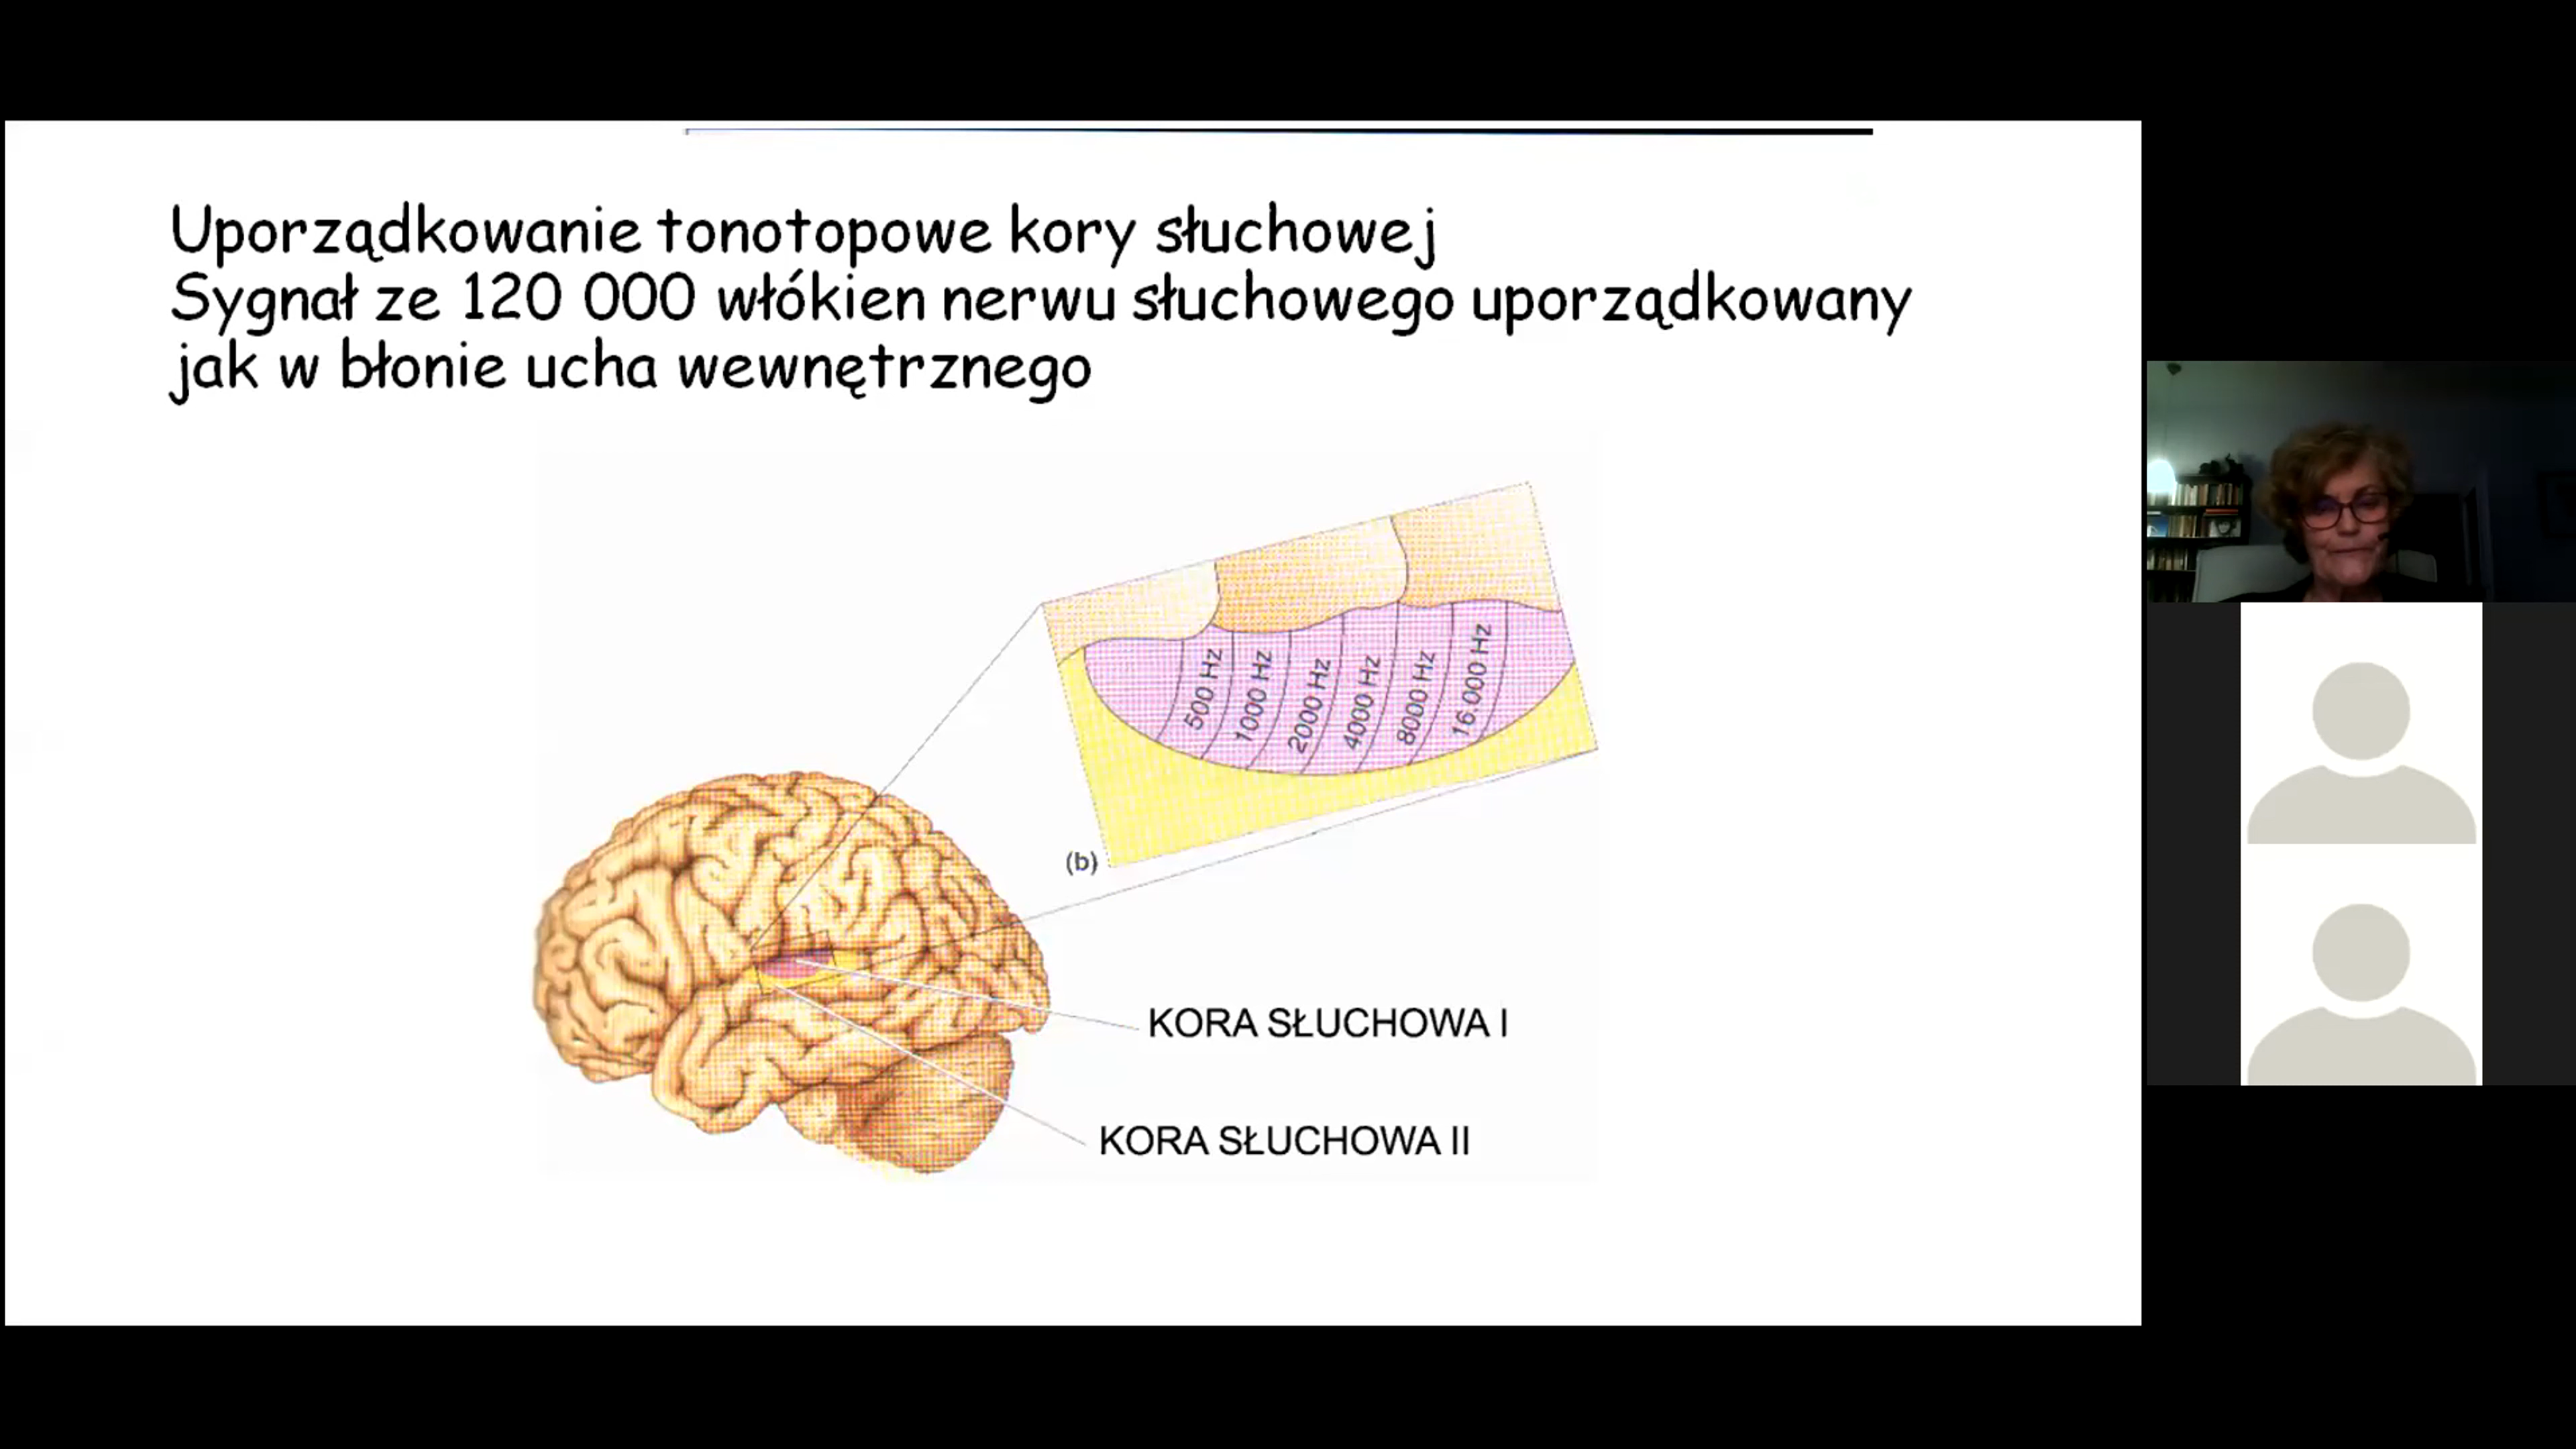 Uporządkowanie tonotopowe kory słuchowej
Sygnał ze 120 000 włókien nerwu słuchowego uporządkowany
jak w błonie ucha wewnętrznego
500 Hz
1000 Hz
2000 Hz
4000 Hz
8000 Hz
16 000 Hz
(b)
KORA SŁUCHOWA I
KORA SŁUCHOWA II